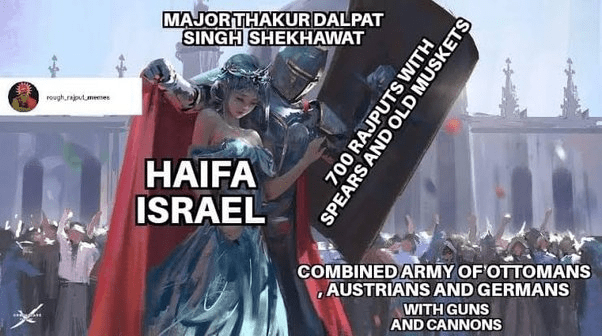 MAJOR THAKUR DALPAT
SINGH SHEKHAWAT
rough_rajput_memes
700 RAJPUTS WITH
SPEARS AND OLD MUSKETS
HAIFA
ISRAEL
COMBINED ARMY OF OTTOMANS
, AUSTRIANS AND GERMANS
WITH GUNS
AND CANNONS